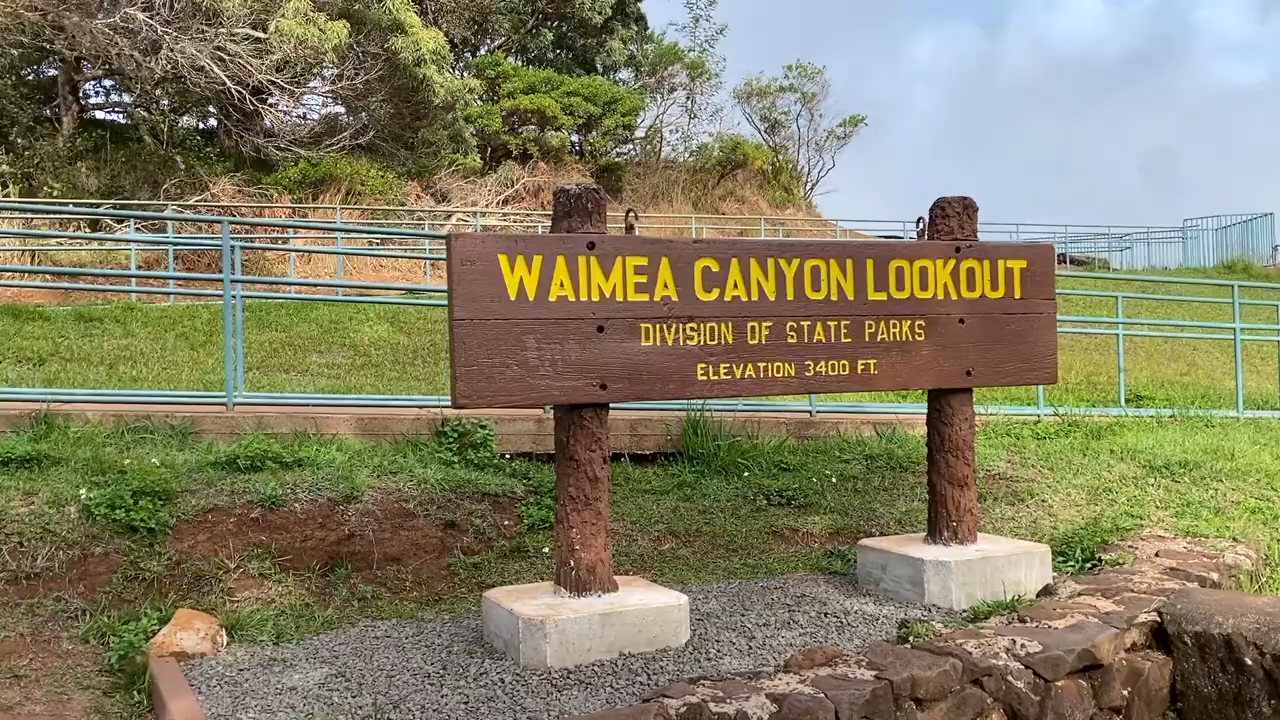 WAIMEA CANYON LOOKOUT
DIVISION OF STATE PARKS
ELEVATION 3400 FT.